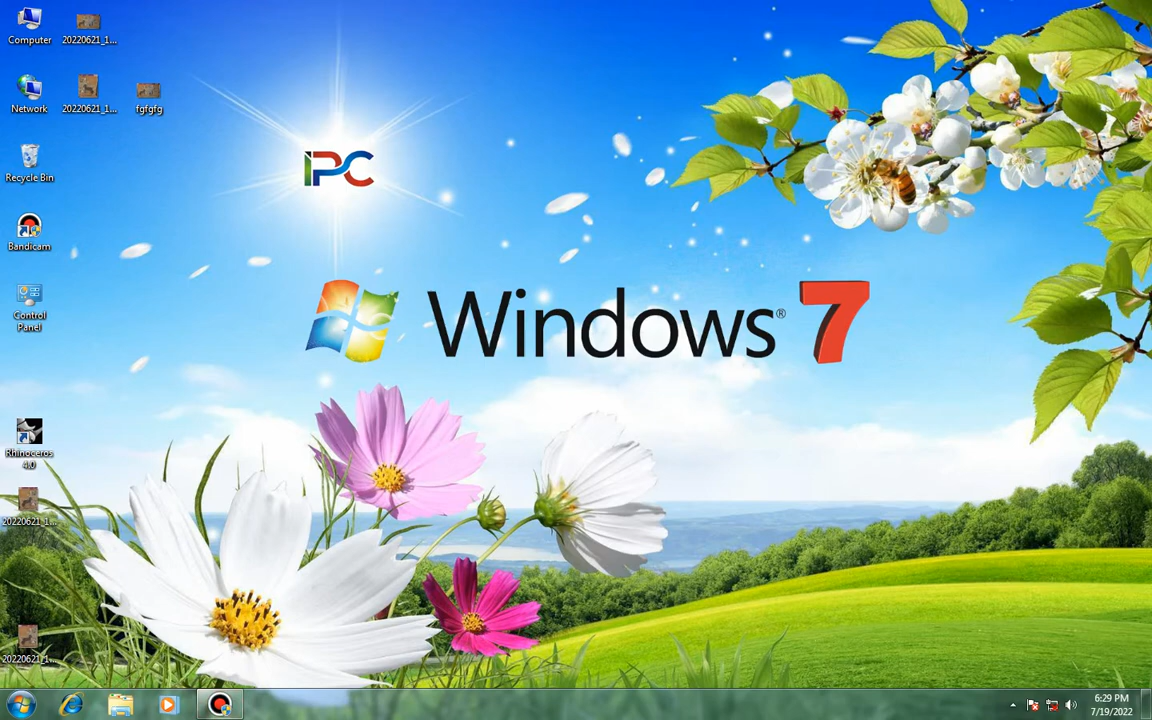 Computer
20220621_1...
Network
20220621_1...
fgfgfg
Recycle Bin
Bandicam
Control
Panel
Rhinoceros
4.0
20220621_1...
20220621_1...
IPC
Windows® 7
6:29 PM
7/19/2022